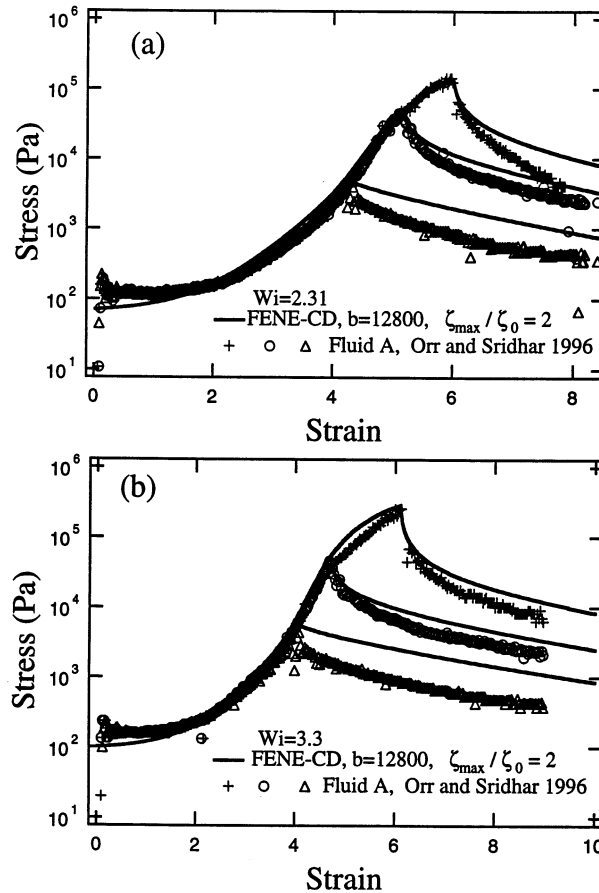 (a)
10^6
10^5
10^4
10^3
10^2
10^1
Stress (Pa)
Wi=2.31
FENE-CD, b=12800, ζmax / ζ0 = 2
Fluid A, Orr and Sridhar 1996
0 2 4 6 8
Strain
(b)
10^6
10^5
10^4
10^3
10^2
10^1
Stress (Pa)
Wi=3.3
FENE-CD, b=12800, ζmax / ζ0 = 2
Fluid A, Orr and Sridhar 1996
0 2 4 6 8 10
Strain